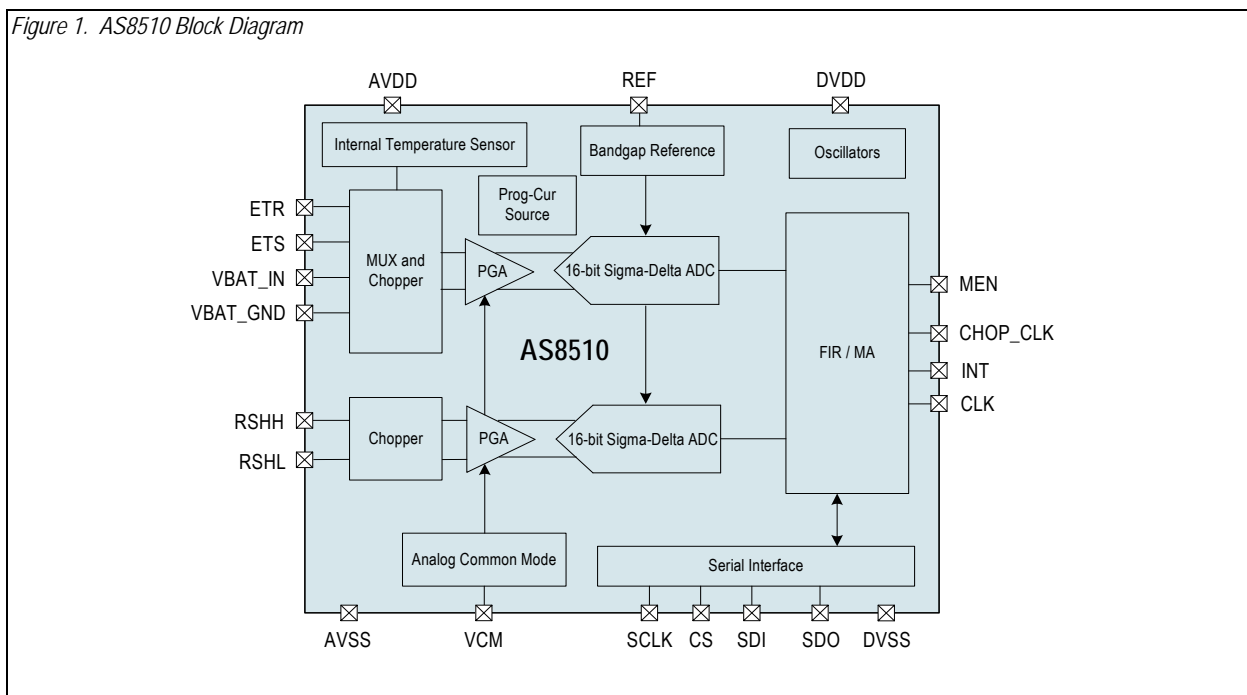 Figure 1. AS8510 Block Diagram
AVDD
REF
DVDD
Internal Temperature Sensor
Bandgap Reference
Oscillators
Prog-Cur
Source
ETR
ETS
VBAT_IN
VBAT_GND
MUX and
Chopper
PGA
16-bit Sigma-Delta ADC
AS8510
FIR / MA
MEN
CHOP_CLK
INT
CLK
RSHH
RSHL
Chopper
PGA
16-bit Sigma-Delta ADC
Analog Common Mode
Serial Interface
AVSS
VCM
SCLK
CS
SDI
SDO
DVSS